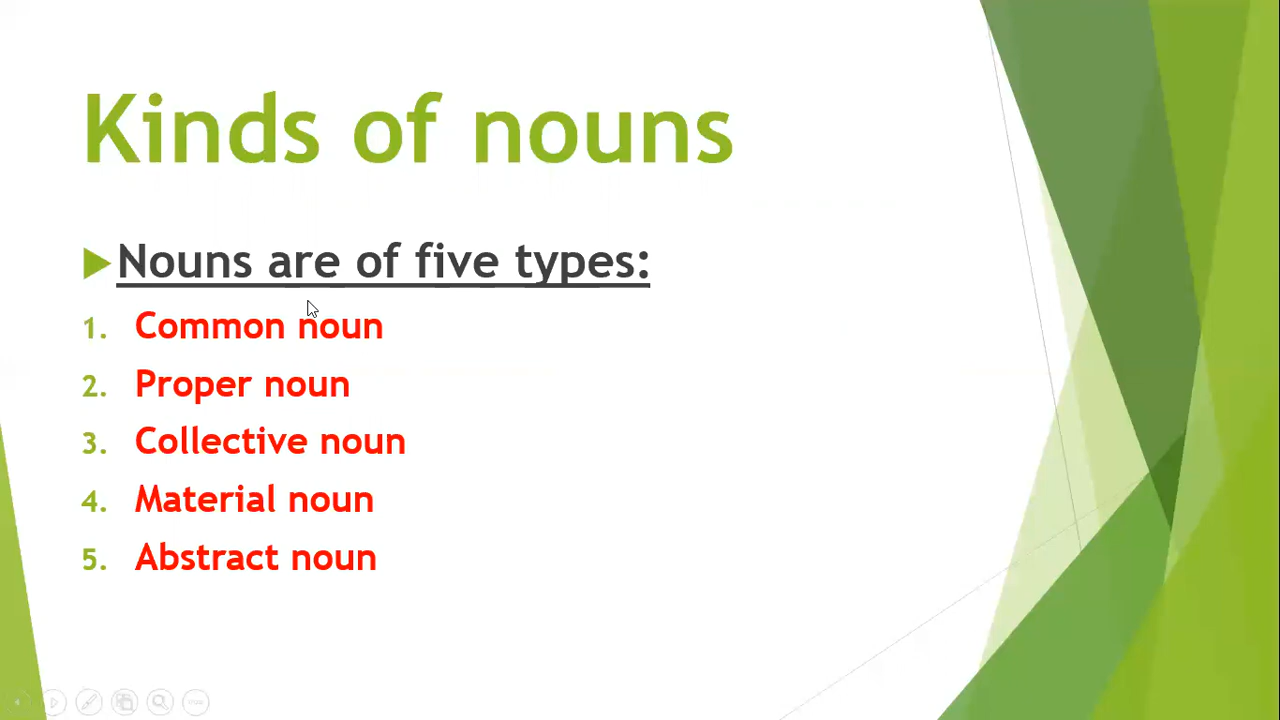 Kinds of nouns
Nouns are of five types:
1. Common noun
2. Proper noun
3. Collective noun
4. Material noun
5. Abstract noun